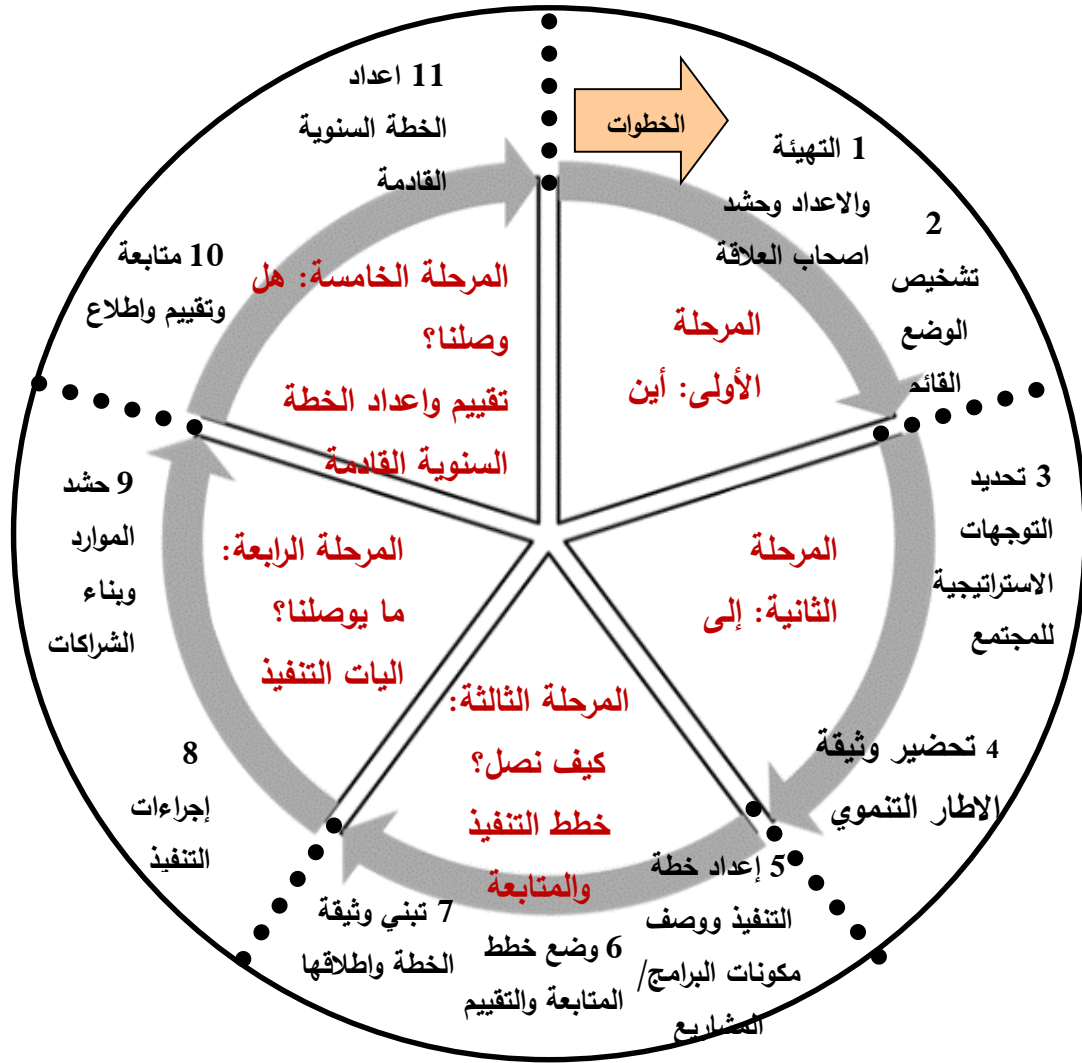 الخطوات
1 التهيئة
والاعداد وحشد
اصحاب العلاقة
2
تشخيص
الوضع
القائم
المرحلة
الأولى: أين
3 تحديد
التوجهات
الاستراتيجية
للمجتمع
4 تحضير وثيقة
الاطار التنموي
المرحلة
الثانية: إلى
5 إعداد خطة
التنفيذ ووصف
مكونات البرامج/
المشاريع
6 وضع خطط
المتابعة والتقييم
7 تبني وثيقة
الخطة واطلاقها
المرحلة الثالثة:
كيف نصل؟
خطط التنفيذ
والمتابعة
8
إجراءات
التنفيذ
9 حشد
الموارد
وبناء
الشراكات
المرحلة الرابعة:
ما يوصلنا؟
اليات التنفيذ
10 متابعة
وتقييم واطلاع
11 اعداد
الخطة السنوية
القادمة
المرحلة الخامسة: هل
وصلنا؟
تقييم واعداد الخطة
السنوية القادمة